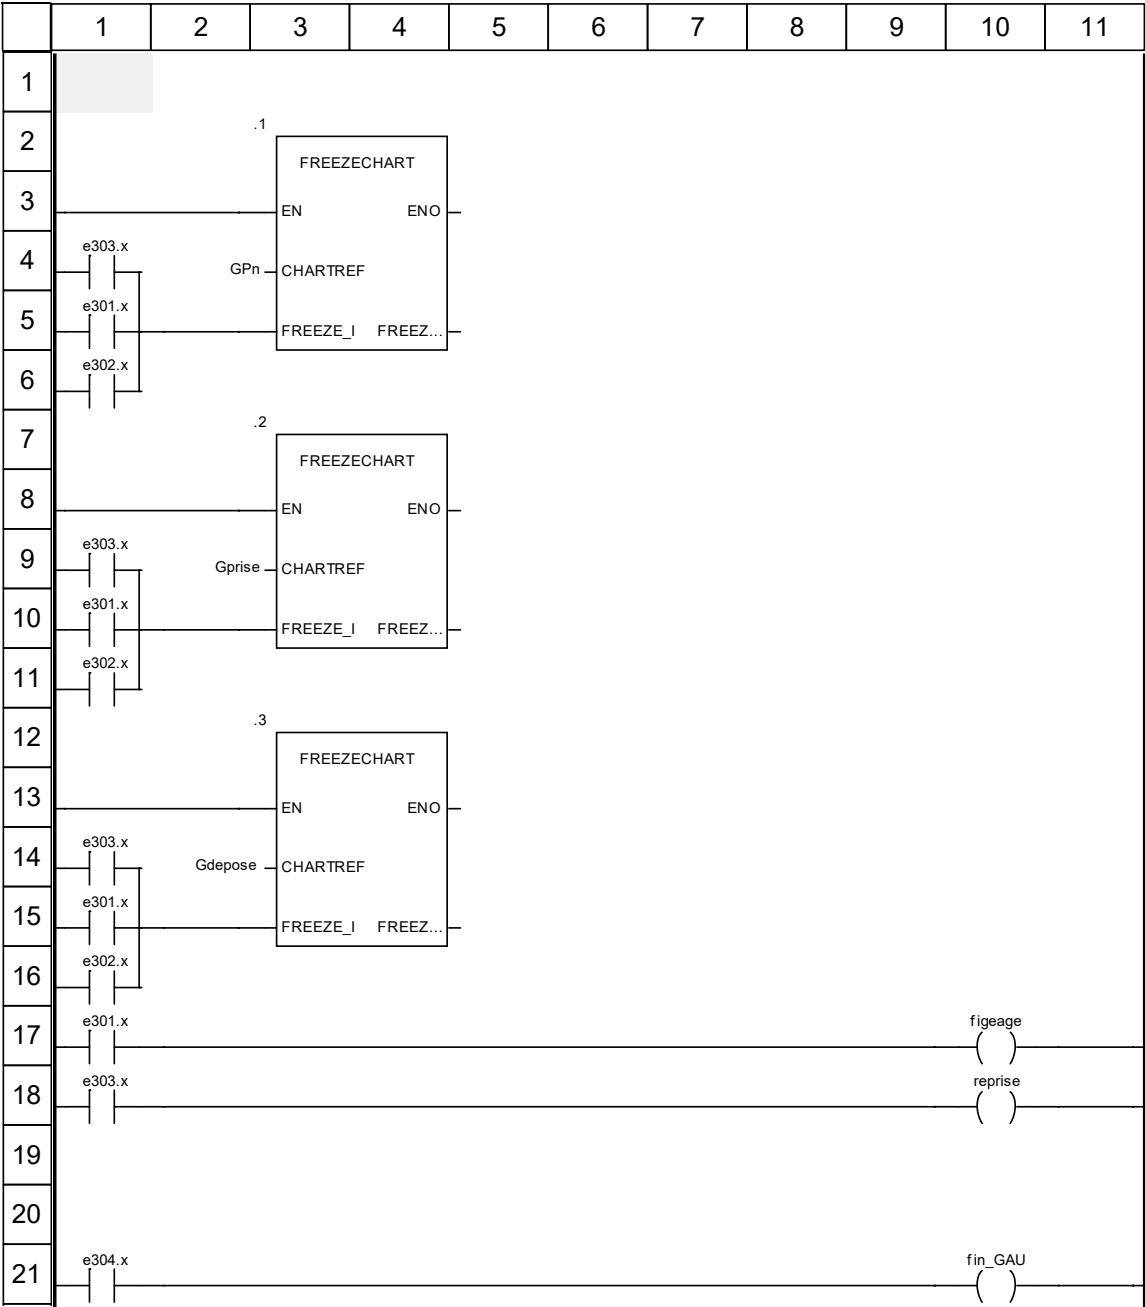 1 2 3 4 5 6 7 8 9 10 11
1
.1
2
FREEZECHART
3
EN ENO
e303.x
4
GPn CHARTREF
e301.x
5
FREEZE_I FREEZ...
e302.x
6
.2
7
FREEZECHART
8
EN ENO
e303.x
9
Gprise CHARTREF
e301.x
10
FREEZE_I FREEZ...
e302.x
11
.3
12
FREEZECHART
13
EN ENO
e303.x
14
Gdepose CHARTREF
e301.x
15
FREEZE_I FREEZ...
e302.x
16
e301.x figeage
17
e303.x reprise
18
19
20
e304.x fin_GAU
21